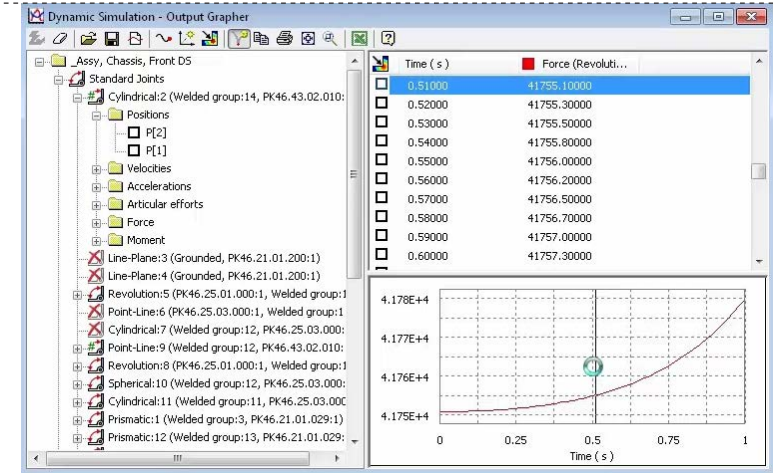 Dynamic Simulation - Output Grapher
_Assy, Chassis, Front DS
Standard Joints
Cylindrical:2 (Welded group:14, PK46.43.02.010:
Positions
P[2]
P[1]
Velocities
Accelerations
Articular efforts
Force
Moment
Line-Plane:3 (Grounded, PK46.21.01.200:1)
Line-Plane:4 (Grounded, PK46.21.01.200:1)
Revolution:5 (PK46.25.01.000:1, Welded group:1
Point-Line:6 (PK46.25.03.000:1, Welded group:1
Cylindrical:7 (Welded group:12, PK46.25.03.000:
Point-Line:9 (Welded group:12, PK46.43.02.010:
Revolution:8 (PK46.25.01.000:1, Welded group:1
Spherical:10 (Welded group:12, PK46.25.03.000:
Cylindrical:11 (Welded group:11, PK46.25.03.000
Prismatic:1 (Welded group:3, PK46.21.01.029:1)
Prismatic:12 (Welded group:13, PK46.21.01.029:
Time ( s ) Force (Revoluti...
0.51000 41755.10000
0.52000 41755.30000
0.53000 41755.50000
0.54000 41755.80000
0.55000 41756.00000
0.56000 41756.20000
0.57000 41756.50000
0.58000 41756.70000
0.59000 41757.00000
0.60000 41757.30000
4.178E+4
4.177E+4
4.176E+4
4.175E+4
0 0.25 0.5 0.75 1
Time ( s )